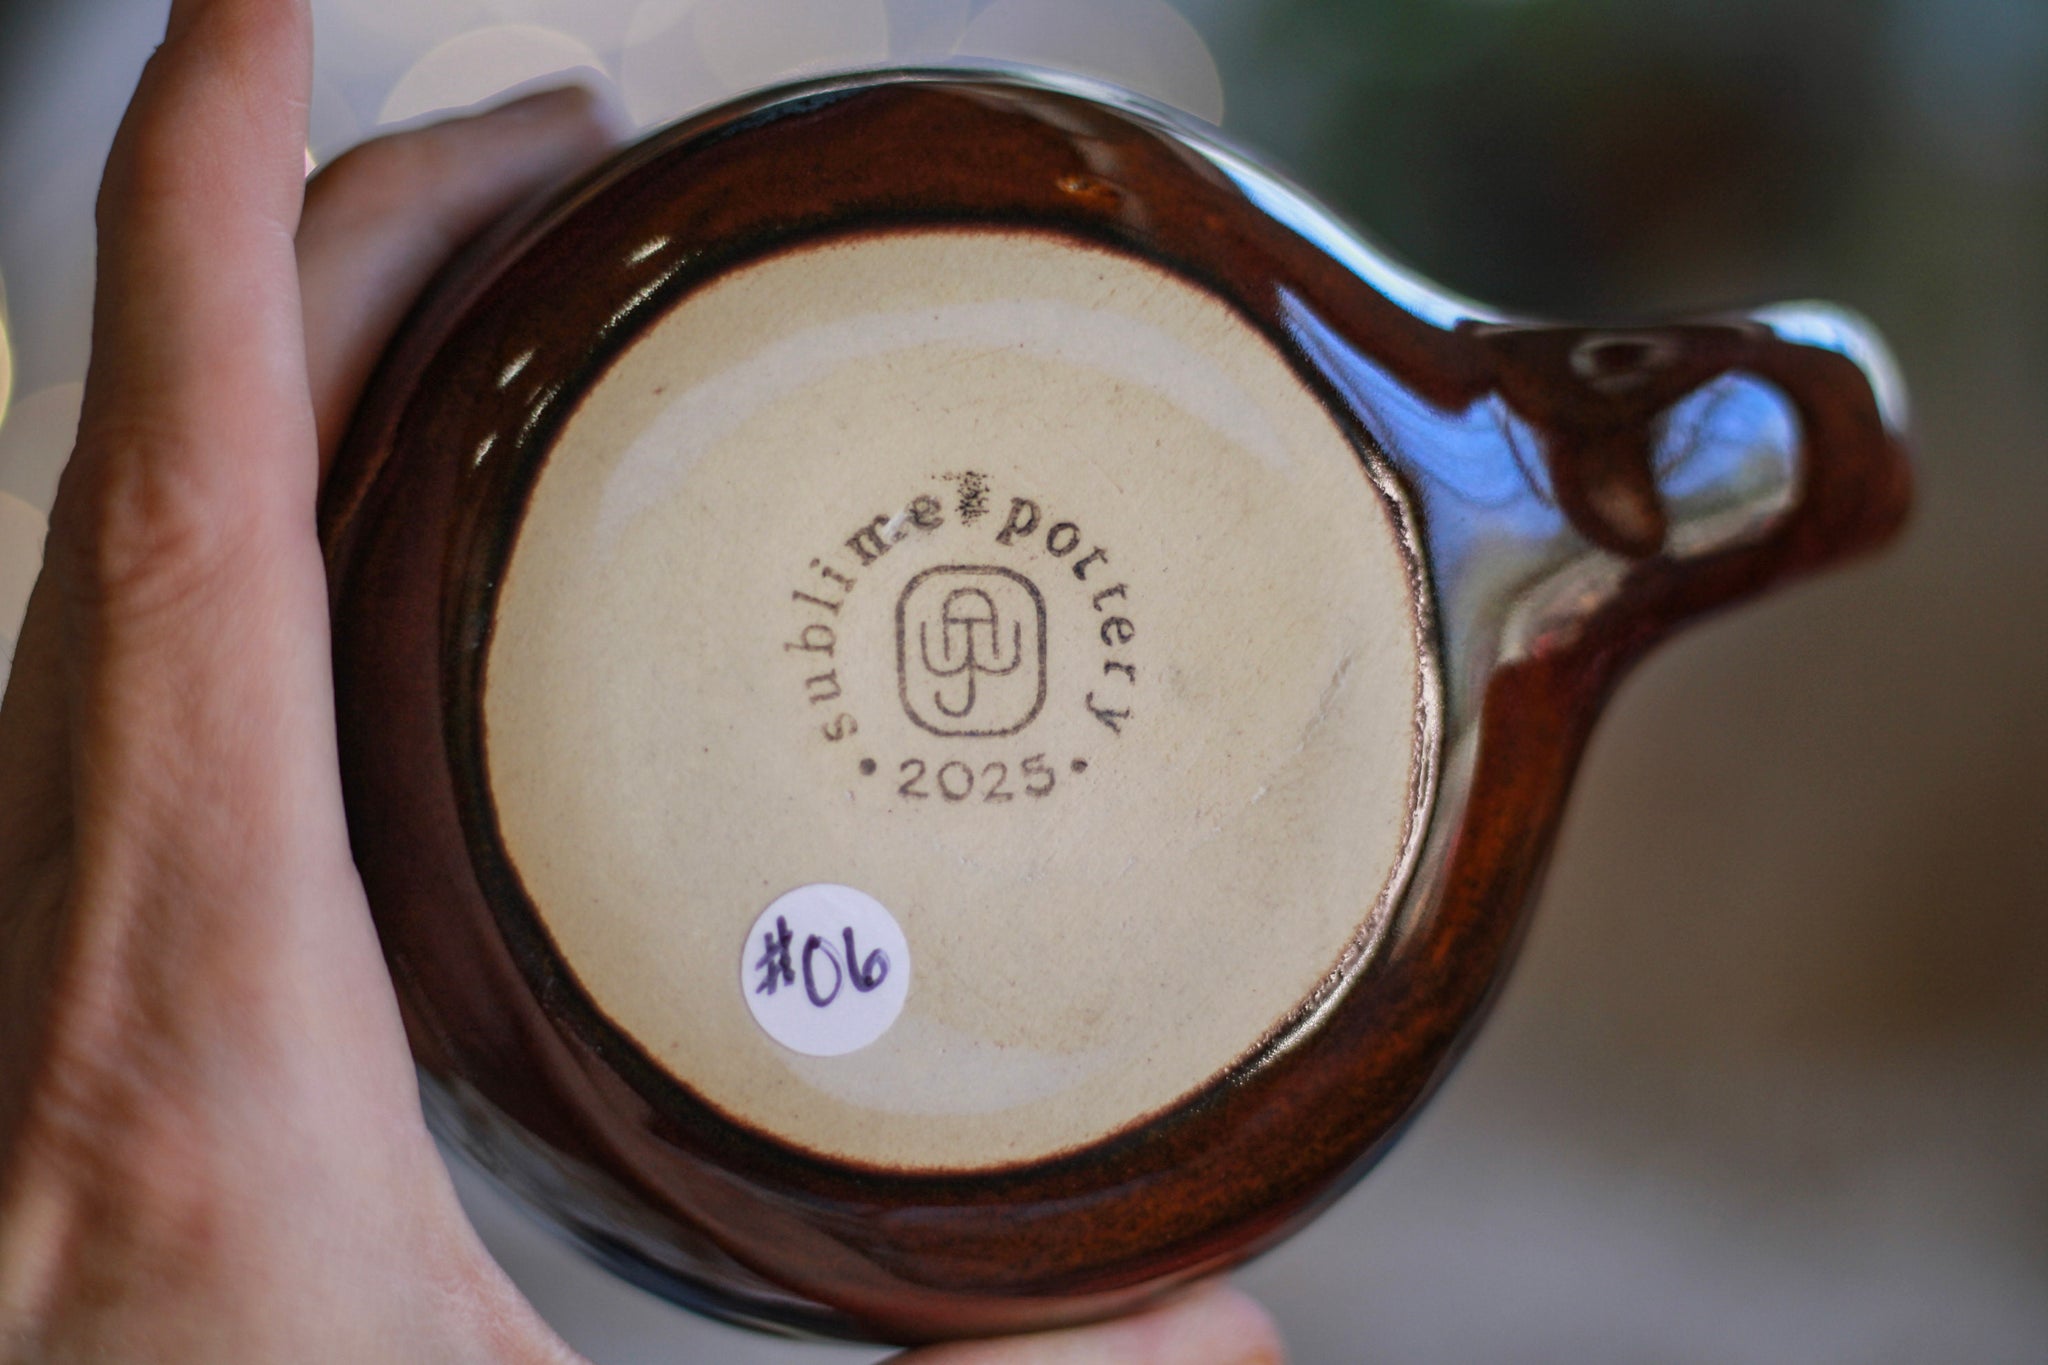 sublime pottery
• 2025 •
#06